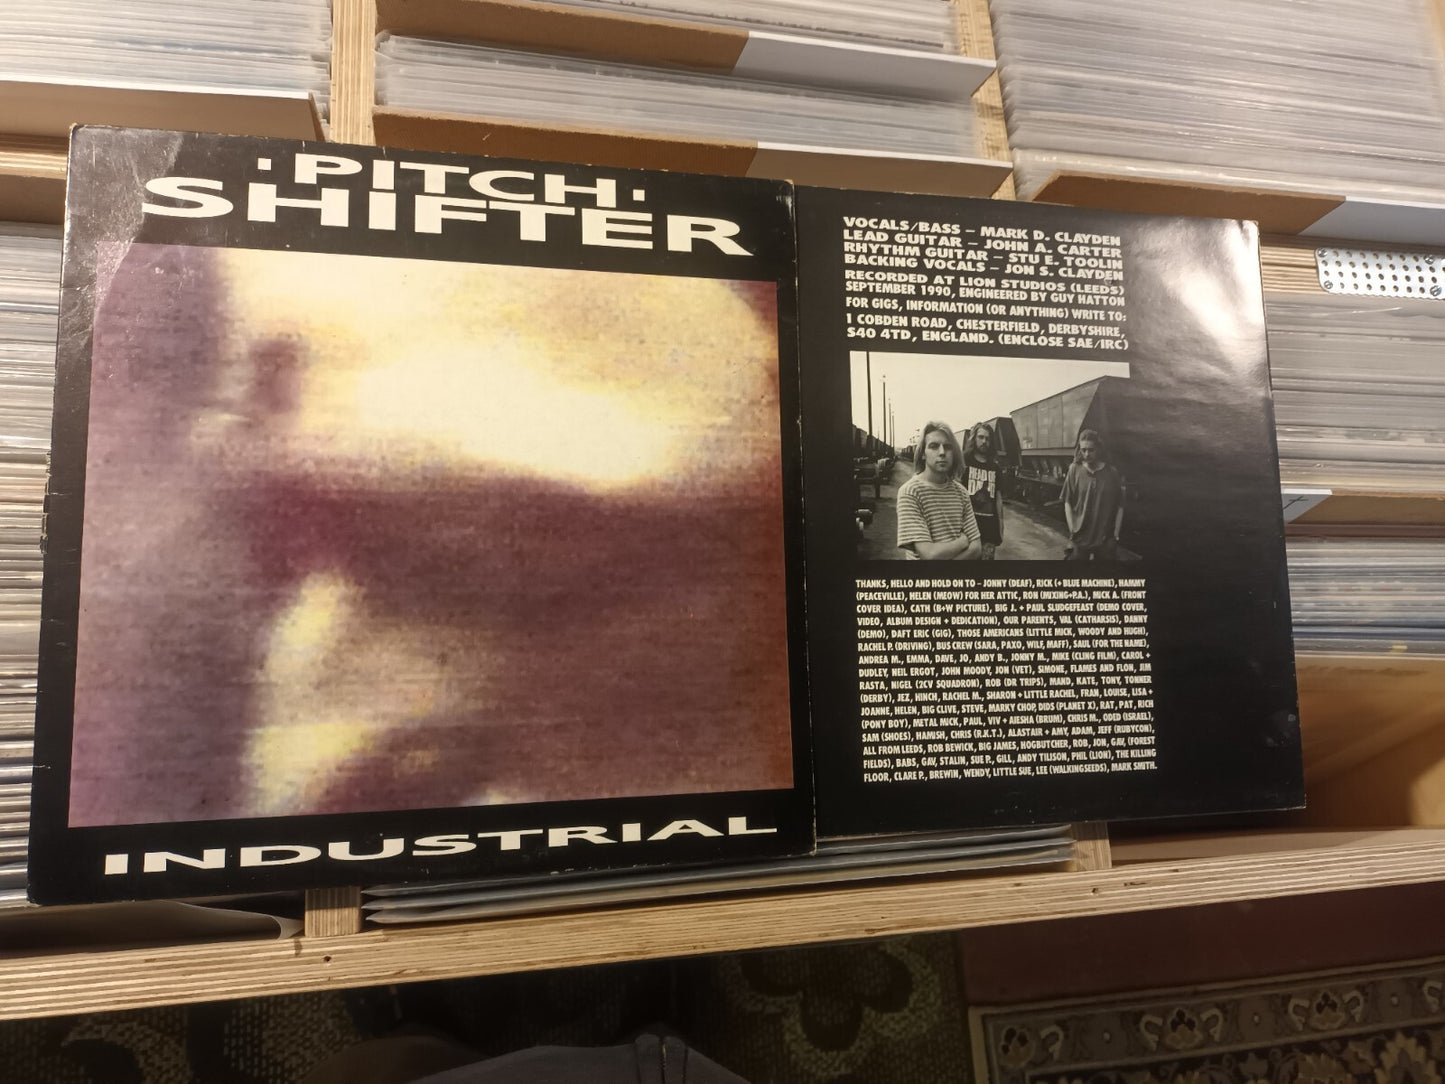 ·PITCH·
SHIFTER
INDUSTRIAL
VOCALS/BASS – MARK D. CLAYDEN
LEAD GUITAR – JOHN A. CARTER
RHYTHM GUITAR – STU E. TOOLIN
BACKING VOCALS – JON S. CLAYDEN
RECORDED AT LION STUDIOS (LEEDS)
SEPTEMBER 1990, ENGINEERED BY GUY HATTON
FOR GIGS, INFORMATION (OR ANYTHING) WRITE TO:
1 COBDEN ROAD, CHESTERFIELD, DERBYSHIRE,
S40 4TD, ENGLAND. (ENCLOSE SAE/IRC)
HEAD OF
THANKS, HELLO AND HOLD ON TO – JONNY (DEAF), RICK (+ BLUE MACHINE), HAMMY
(PEACEVILLE), HELEN (MEOW) FOR HER ATTIC, RON (MIXING+P.A.), MICK A. (FRONT
COVER IDEA), CATH (B+W PICTURE), BIG J. + PAUL SLUDGEFEAST (DEMO COVER,
VIDEO, ALBUM DESIGN + DEDICATION), OUR PARENTS, VAL (CATHARSIS), DANNY
(DEMO), DAFT ERIC (GIG), THOSE AMERICANS (LITTLE MICK, WOODY AND HUGH),
RACHEL P. (DRIVING), BUS CREW (SARA, PAXO, WILF, MAFF), SAUL (FOR THE NAME),
ANDREA M., EMMA, DAVE, JO, ANDY B., JONNY M., MIKE (CLING FILM), CAROL +
DUDLEY, NEIL ERGOT, JOHN MOODY, JON (VET), SIMONE, FLAMES AND FLON, JIM
RASTA, NIGEL (2CV SQUADRON), ROB (DR TRIPS), MAND, KATE, TONY, TONNER
(DERBY), JEZ, HINCH, RACHEL M., SHARON + LITTLE RACHEL, FRAN, LOUISE, LISA +
JOANNE, HELEN, BIG CLIVE, STEVE, MARKY CHOP, DIDS (PLANET X), RAT, PAT, RICH
(PONY BOY), METAL MICK, PAUL, VIV + AIESHA (BRUM), CHRIS M., ODED (ISRAEL),
SAM (SHOES), HAMISH, CHRIS (R.K.T.), ALASTAIR + AMY, ADAM, JEFF (RUBYCON),
ALL FROM LEEDS, ROB BEWICK, BIG JAMES, HOGBUTCHER, ROB, JON, GAV, (FOREST
FIELDS), BABS, GAV, STALIN, SUE P., GILL, ANDY TILISON, PHIL (LION), THE KILLING
FLOOR, CLARE P., BREWIN, WENDY, LITTLE SUE, LEE (WALKINGSEEDS), MARK SMITH.